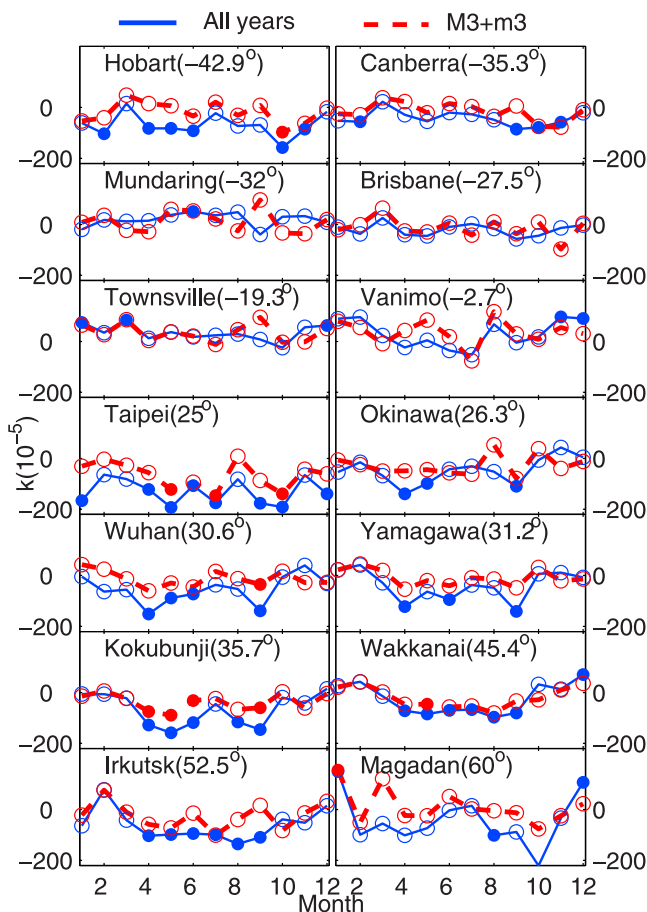 All years M3+m3
Hobart(−42.9°) Canberra(−35.3°)
0 0
−200 −200
Mundaring(−32°) Brisbane(−27.5°)
0 0
−200 −200
Townsville(−19.3°) Vanimo(−2.7°)
0 0
−200 −200
Taipei(25°) Okinawa(26.3°)
0 0
k(10⁻⁵)
−200 −200
Wuhan(30.6°) Yamagawa(31.2°)
0 0
−200 −200
Kokubunji(35.7°) Wakkanai(45.4°)
0 0
−200 −200
Irkutsk(52.5°) Magadan(60°)
0 0
−200 −200
2 4 6 8 10 12 2 4 6 8 10 12
Month